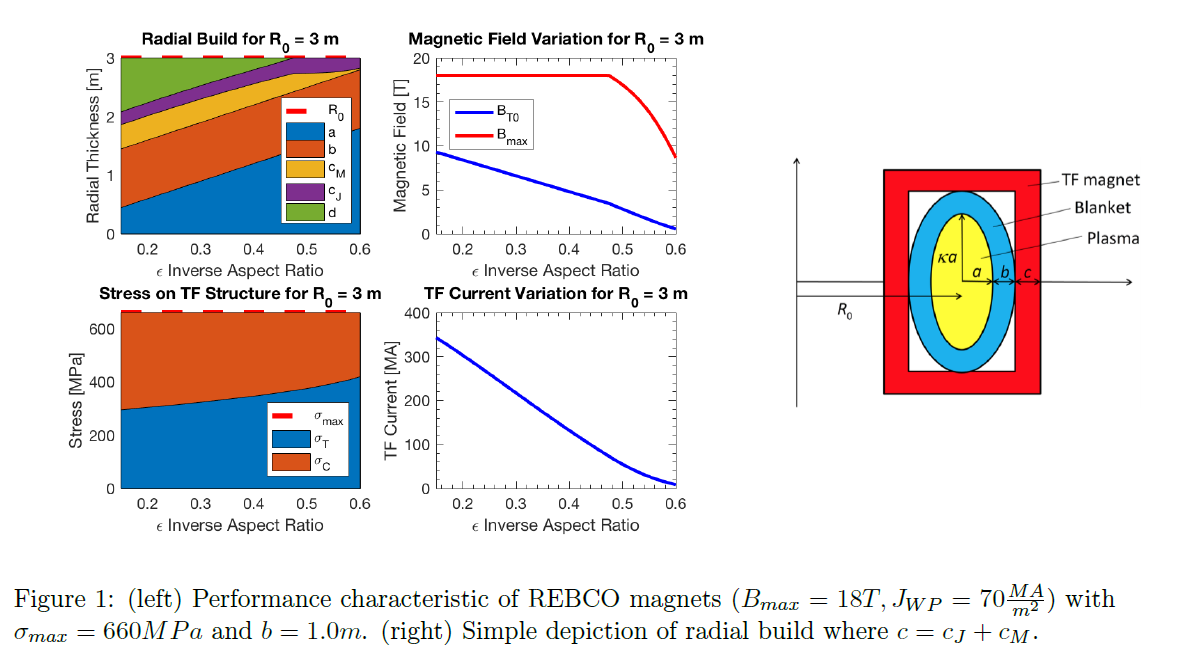 Radial Build for R0 = 3 m
Radial Thickness [m]
3
2
1
0
R0
a
b
cM
cJ
d
0.2 0.3 0.4 0.5 0.6
ϵ Inverse Aspect Ratio
Magnetic Field Variation for R0 = 3 m
Magnetic Field [T]
20
15
10
5
0
BT0
Bmax
0.2 0.3 0.4 0.5 0.6
ϵ Inverse Aspect Ratio
Stress on TF Structure for R0 = 3 m
Stress [MPa]
600
400
200
0
σmax
σT
σC
0.2 0.3 0.4 0.5 0.6
ϵ Inverse Aspect Ratio
TF Current Variation for R0 = 3 m
TF Current [MA]
400
300
200
100
0
0.2 0.3 0.4 0.5 0.6
ϵ Inverse Aspect Ratio
TF magnet
Blanket
Plasma
κa
a b c
R0
Figure 1: (left) Performance characteristic of REBCO magnets (Bmax = 18T, JWP = 70 MA/m²) with
σmax = 660MPa and b = 1.0m. (right) Simple depiction of radial build where c = cJ + cM.